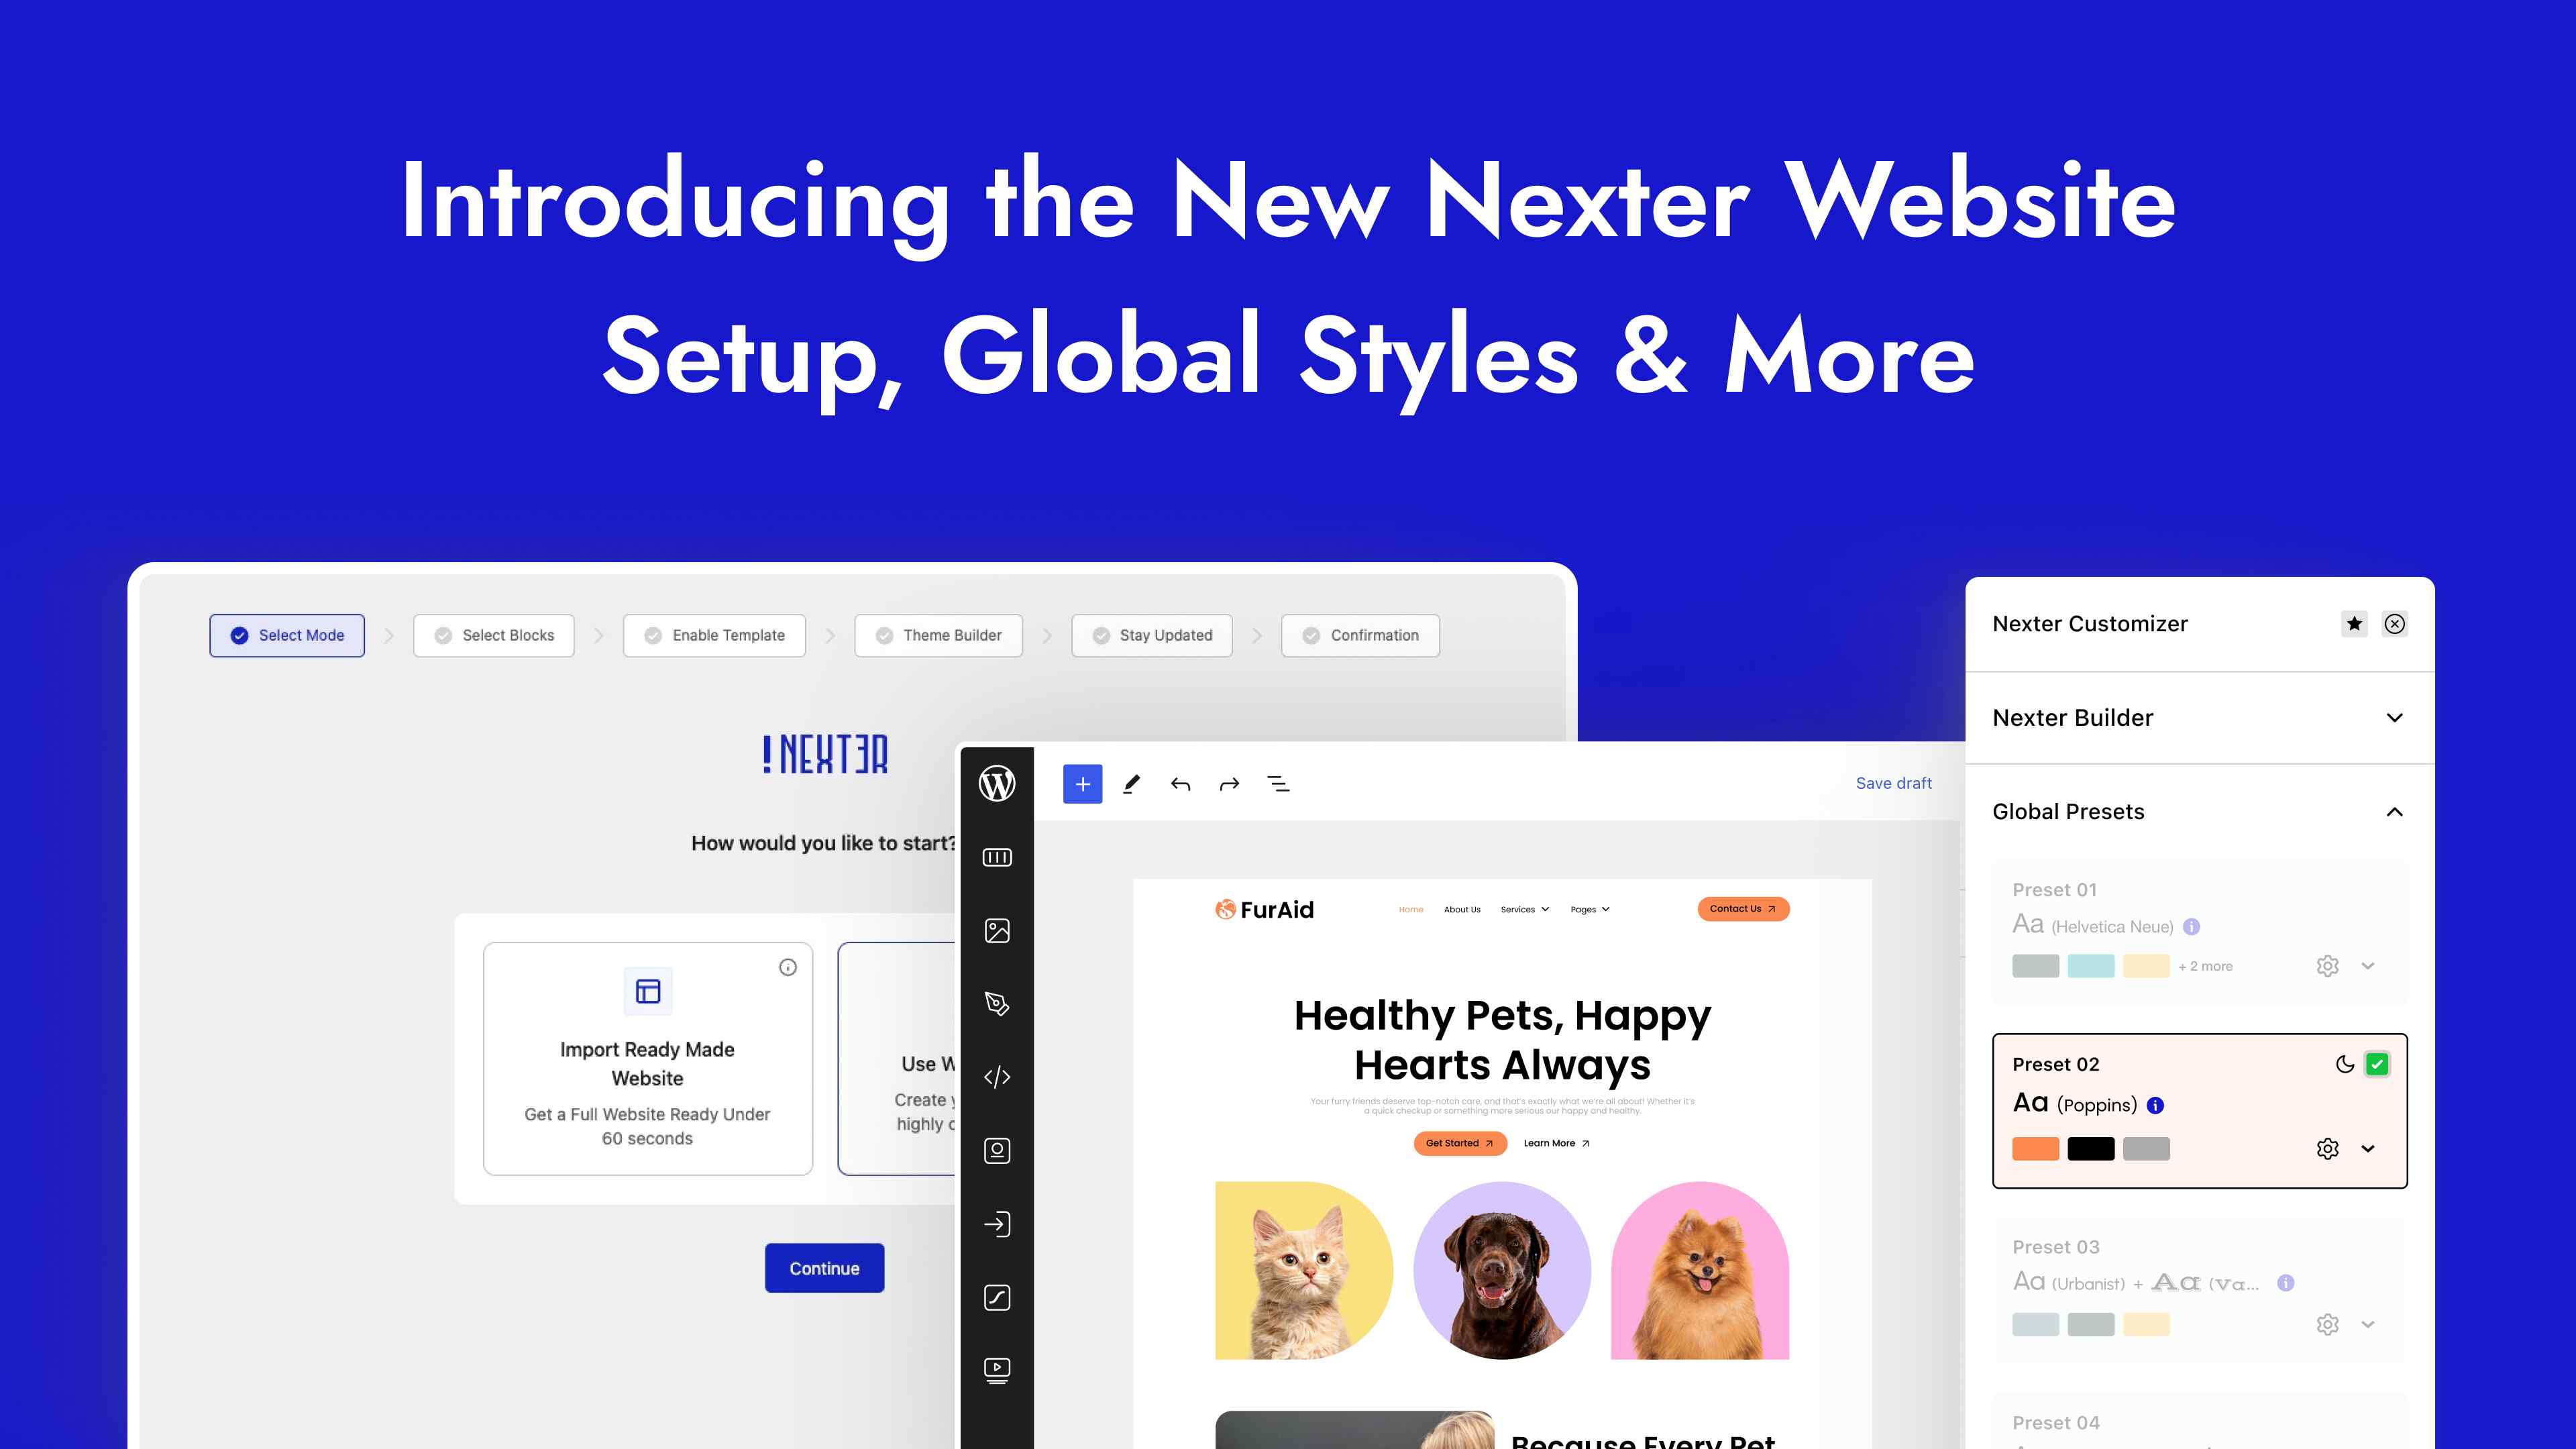 Introducing the New Nexter Website
Setup, Global Styles & More
Select Mode
Select Blocks
Enable Template
Theme Builder
Stay Updated
Confirmation
NEXTER
How would you like to start?
Import Ready Made
Website
Get a Full Website Ready Under
60 seconds
Use W
Create
highly
Continue
Save draft
FurAid
Home
About Us
Services
Pages
Contact Us
Healthy Pets, Happy
Hearts Always
Your furry friends deserve top-notch care, and that's exactly what we're all about! Whether it's
a quick checkup or something more serious our happy and healthy.
Get Started
Learn More
Because Every Pet
Nexter Customizer
Nexter Builder
Global Presets
Preset 01
Aa (Helvetica Neue)
+ 2 more
Preset 02
Aa (Poppins)
Preset 03
Aa (Urbanist) + Aa (Va...
Preset 04